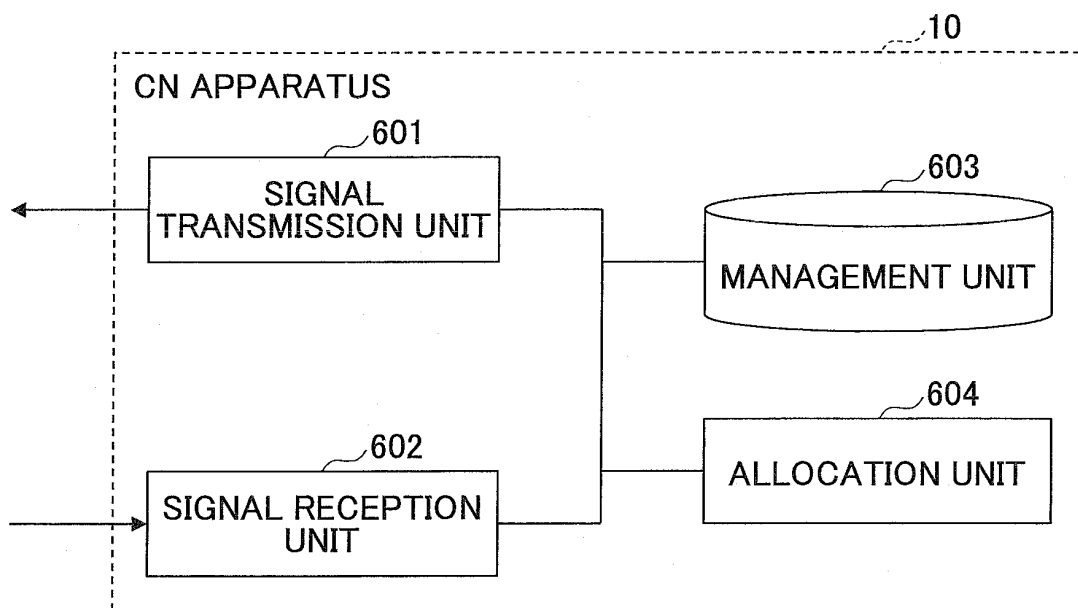 10
CN APPARATUS
601
SIGNAL
TRANSMISSION UNIT
603
MANAGEMENT UNIT
602
SIGNAL RECEPTION
UNIT
604
ALLOCATION UNIT